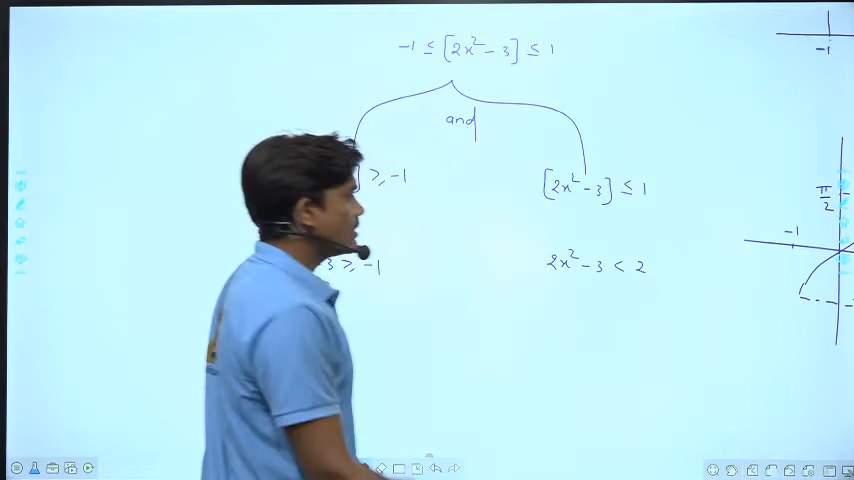 -1 ≤ [2x² - 3] ≤ 1
and
] ≥ -1
[2x² - 3] ≤ 1
3 ≥ -1
2x² - 3 < 2
-1
π/2
-1